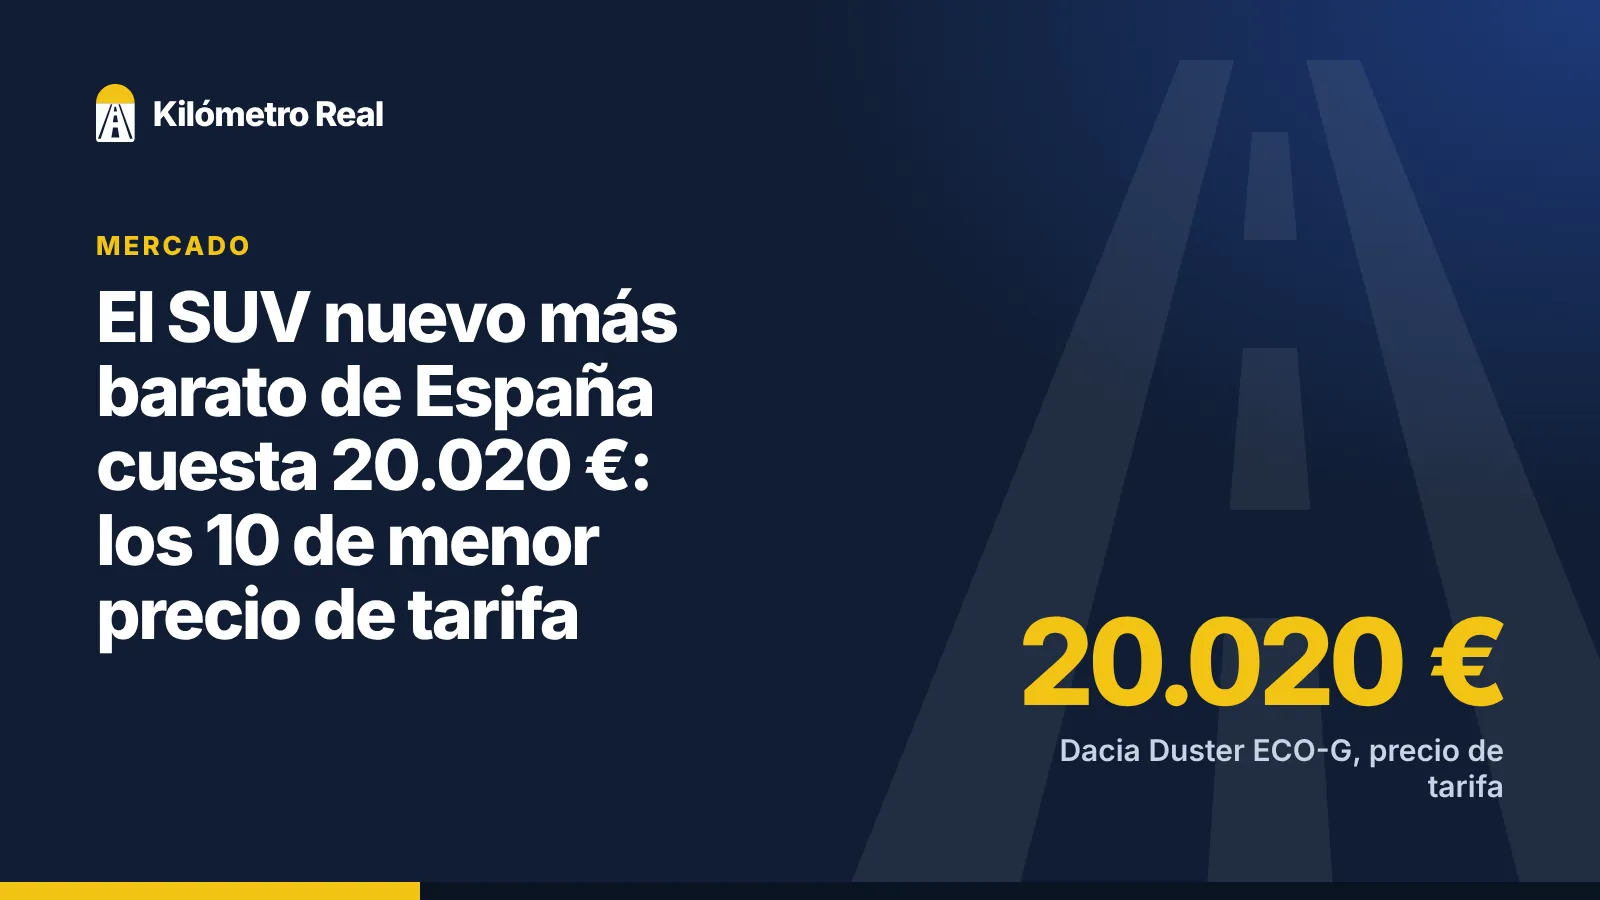 Kilómetro Real
MERCADO
El SUV nuevo más
barato de España
cuesta 20.020 €:
los 10 de menor
precio de tarifa
20.020 €
Dacia Duster ECO-G, precio de
tarifa